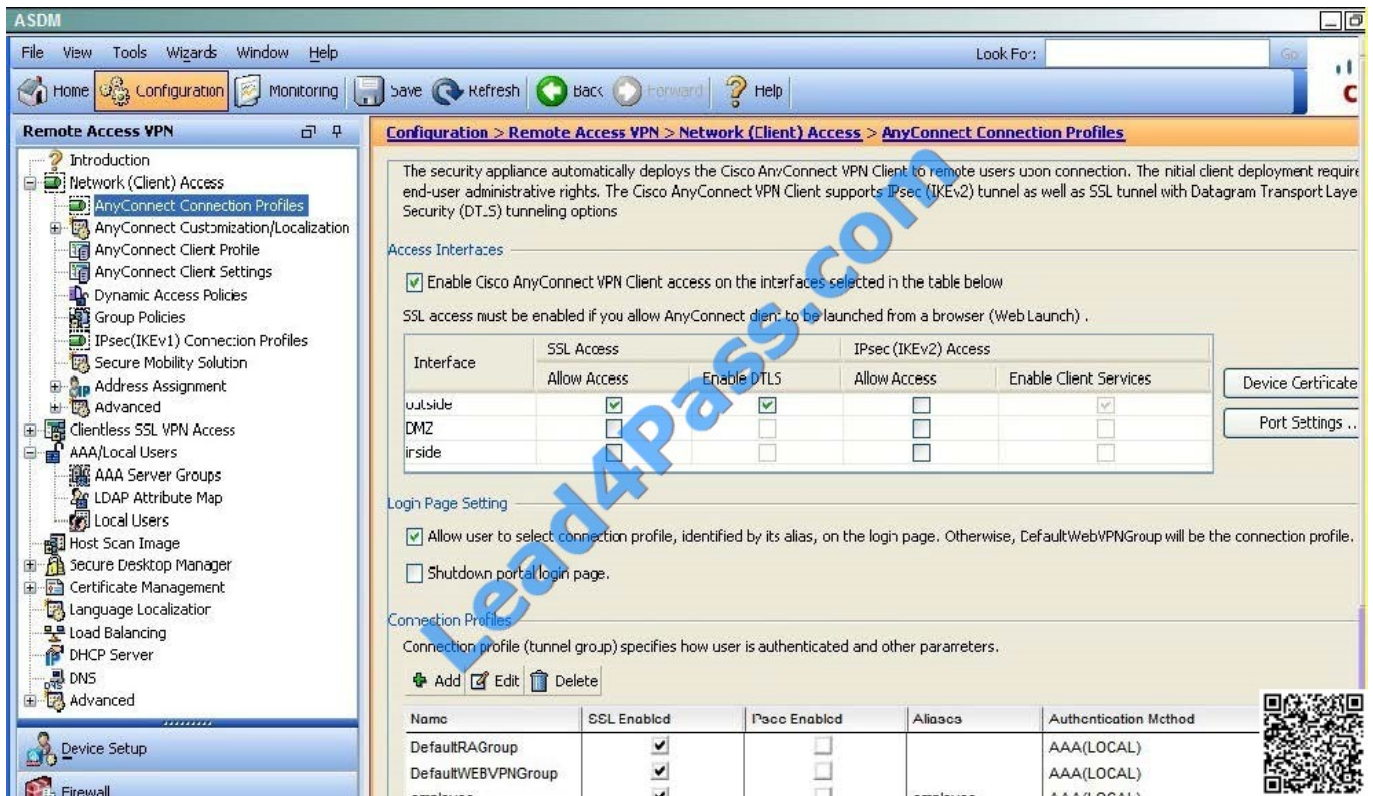 ASDM
File View Tools Wizards Window Help
Look For:
Go
Home Configuration Monitoring Save Refresh Back Forward Help
Remote Access VPN
Introduction
Network (Client) Access
AnyConnect Connection Profiles
AnyConnect Customization/Localization
AnyConnect Client Profile
AnyConnect Client Settings
Dynamic Access Policies
Group Policies
IPsec(IKEv1) Connection Profiles
Secure Mobility Solution
Address Assignment
Advanced
Clientless SSL VPN Access
AAA/Local Users
AAA Server Groups
LDAP Attribute Map
Local Users
Host Scan Image
Secure Desktop Manager
Certificate Management
Language Localization
Load Balancing
DHCP Server
DNS
Advanced
Device Setup
Firewall
Configuration > Remote Access VPN > Network (Client) Access > AnyConnect Connection Profiles
The security appliance automatically deploys the Cisco AnyConnect VPN Client to remote users upon connection. The initial client deployment require
end-user administrative rights. The Cisco AnyConnect VPN Client supports IPsec (IKEv2) tunnel as well as SSL tunnel with Datagram Transport Laye
Security (DTLS) tunneling options
Access Interfaces
Enable Cisco AnyConnect VPN Client access on the interfaces selected in the table below
SSL access must be enabled if you allow AnyConnect client to be launched from a browser (Web Launch) .
Interface SSL Access IPsec (IKEv2) Access
Allow Access Enable DTLS Allow Access Enable Client Services
outside
DMZ
inside
Device Certificate
Port Settings ..
Login Page Setting
Allow user to select connection profile, identified by its alias, on the login page. Otherwise, DefaultWebVPNGroup will be the connection profile.
Shutdown portal login page.
Connection Profiles
Connection profile (tunnel group) specifies how user is authenticated and other parameters.
Add Edit Delete
Name SSL Enabled IPsec Enabled Aliases Authentication Method
DefaultRAGroup AAA(LOCAL)
DefaultWEBVPNGroup AAA(LOCAL)
employee employee AAA(LOCAL)
Lead4Pass.com